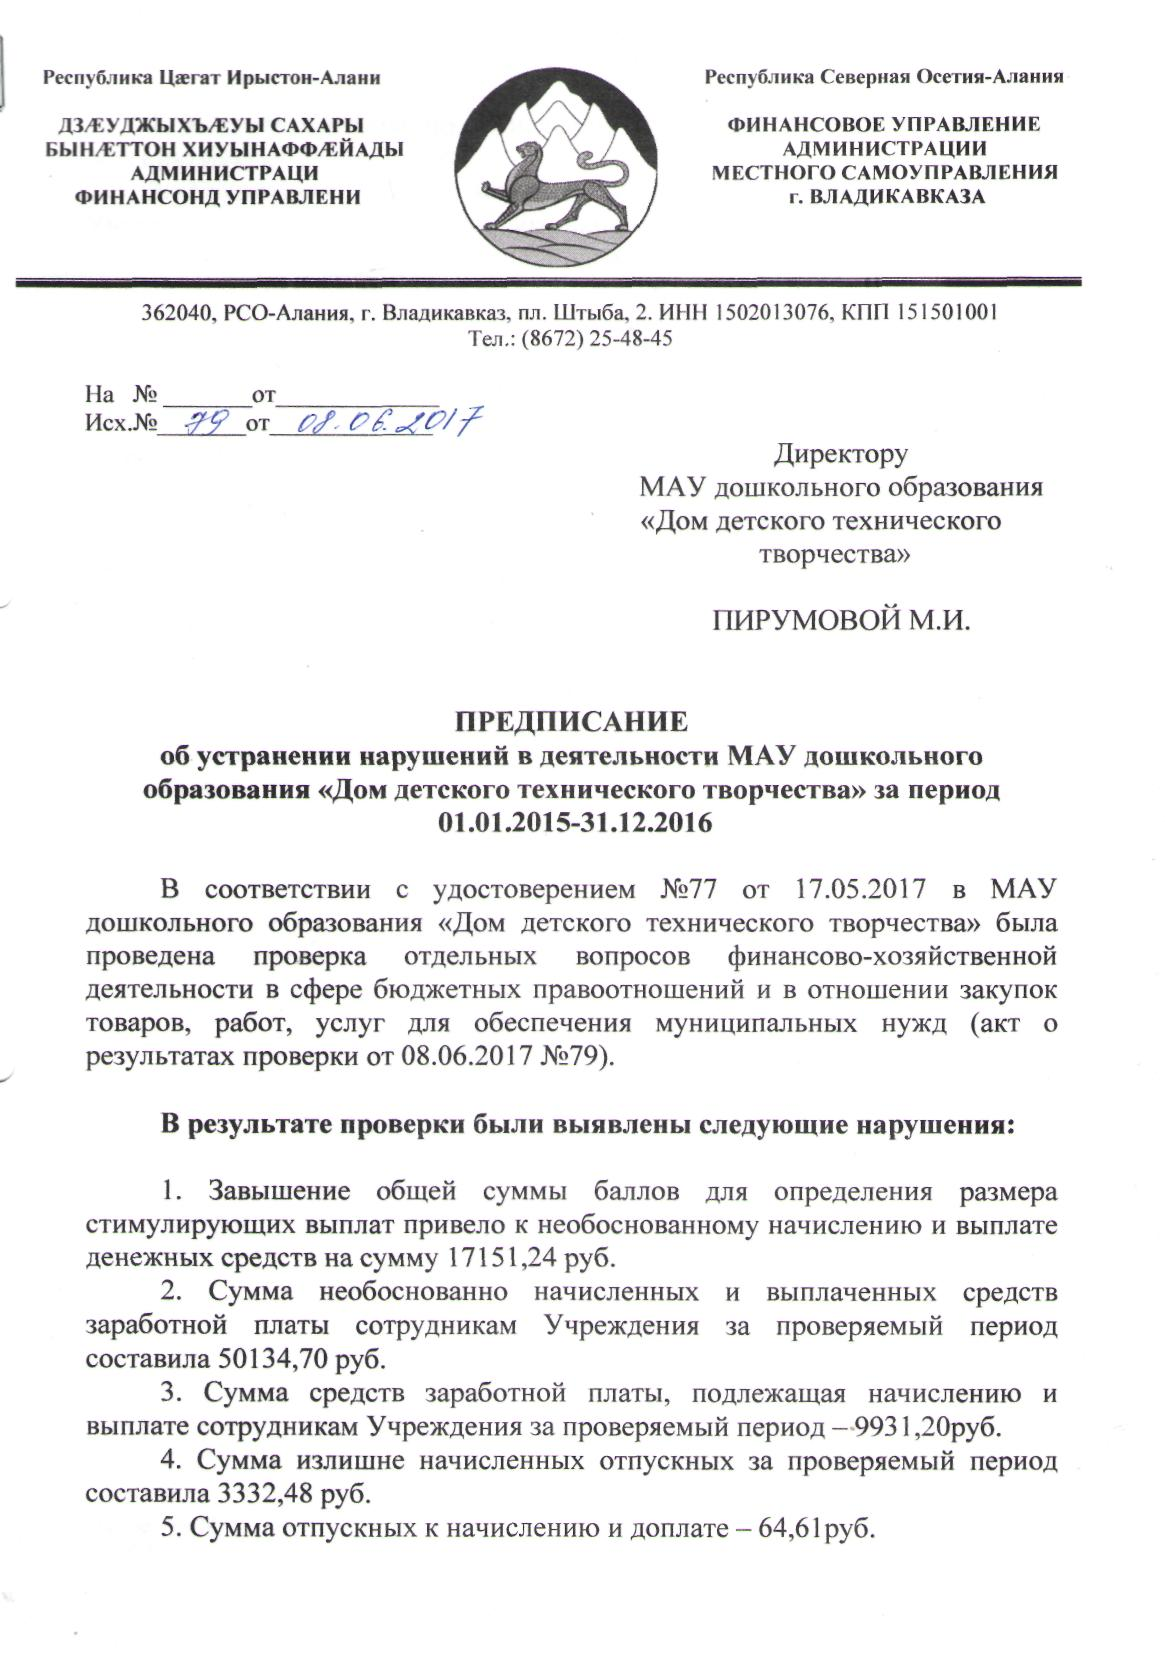 Республика Цæгат Ирыстон-Алани
ДЗÆУДЖЫХЪÆУЫ САХАРЫ
БЫНÆТТОН ХИУЫНАФФÆЙАДЫ
АДМИНИСТРАЦИ
ФИНАНСОНД УПРАВЛЕНИ
Республика Северная Осетия-Алания
ФИНАНСОВОЕ УПРАВЛЕНИЕ
АДМИНИСТРАЦИИ
МЕСТНОГО САМОУПРАВЛЕНИЯ
г. ВЛАДИКАВКАЗА
362040, РСО-Алания, г. Владикавказ, пл. Штыба, 2. ИНН 1502013076, КПП 151501001
Тел.: (8672) 25-48-45
На № _______от_____________
Исх.№ 79 от 08.06.2017
Директору
МАУ дошкольного образования
«Дом детского технического
творчества»
ПИРУМОВОЙ М.И.
ПРЕДПИСАНИЕ
об устранении нарушений в деятельности МАУ дошкольного
образования «Дом детского технического творчества» за период
01.01.2015-31.12.2016
В соответствии с удостоверением №77 от 17.05.2017 в МАУ
дошкольного образования «Дом детского технического творчества» была
проведена проверка отдельных вопросов финансово-хозяйственной
деятельности в сфере бюджетных правоотношений и в отношении закупок
товаров, работ, услуг для обеспечения муниципальных нужд (акт о
результатах проверки от 08.06.2017 №79).
В результате проверки были выявлены следующие нарушения:
1. Завышение общей суммы баллов для определения размера
стимулирующих выплат привело к необоснованному начислению и выплате
денежных средств на сумму 17151,24 руб.
2. Сумма необоснованно начисленных и выплаченных средств
заработной платы сотрудникам Учреждения за проверяемый период
составила 50134,70 руб.
3. Сумма средств заработной платы, подлежащая начислению и
выплате сотрудникам Учреждения за проверяемый период – 9931,20руб.
4. Сумма излишне начисленных отпускных за проверяемый период
составила 3332,48 руб.
5. Сумма отпускных к начислению и доплате – 64,61руб.